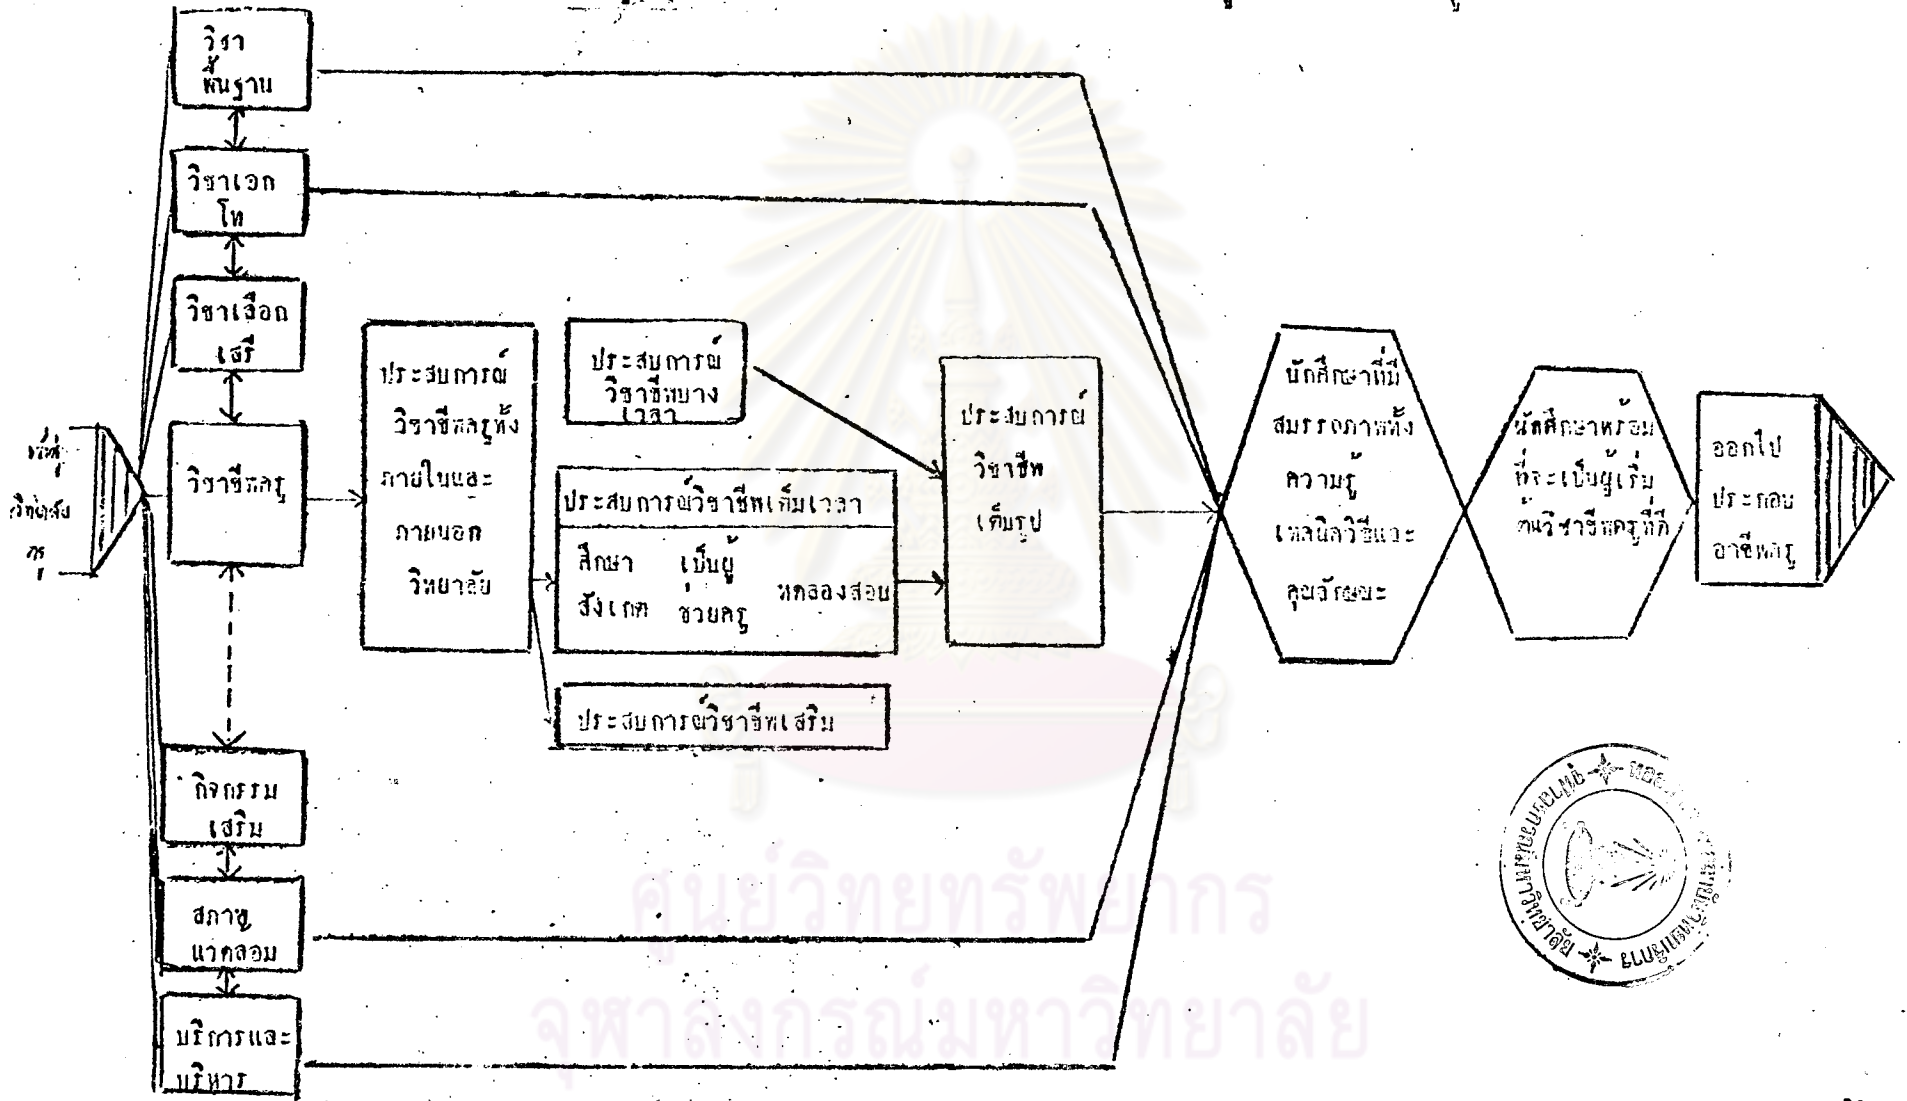 วิชา
พื้นฐาน
วิชาเอก
โท
วิชาเลือก
เสรี
วิชาชีพครู
กิจกรรม
เสริม
สภาพ
แวดล้อม
บริการและ
บริหาร
เข้าสู่
วิทยาลัย
ครู
ประสบการณ์
วิชาชีพครูทั้ง
ภายในและ
ภายนอก
วิทยาลัย
ประสบการณ์
วิชาชีพบาง
เวลา
ประสบการณ์วิชาชีพเต็มเวลา
ศึกษา เป็นผู้
สังเกต ช่วยครู ทดลองสอน
ประสบการณ์วิชาชีพเสริม
ประสบการณ์
วิชาชีพ
เต็มรูป
นักศึกษาที่มี
สมรรถภาพทั้ง
ความรู้
เทคนิควิธีและ
คุณลักษณะ
นักศึกษาพร้อม
ที่จะเป็นผู้เริ่ม
ต้นวิชาชีพครูที่ดี
ออกไป
ประกอบ
อาชีพครู
ศูนย์วิทยทรัพยากร
จุฬาลงกรณ์มหาวิทยาลัย